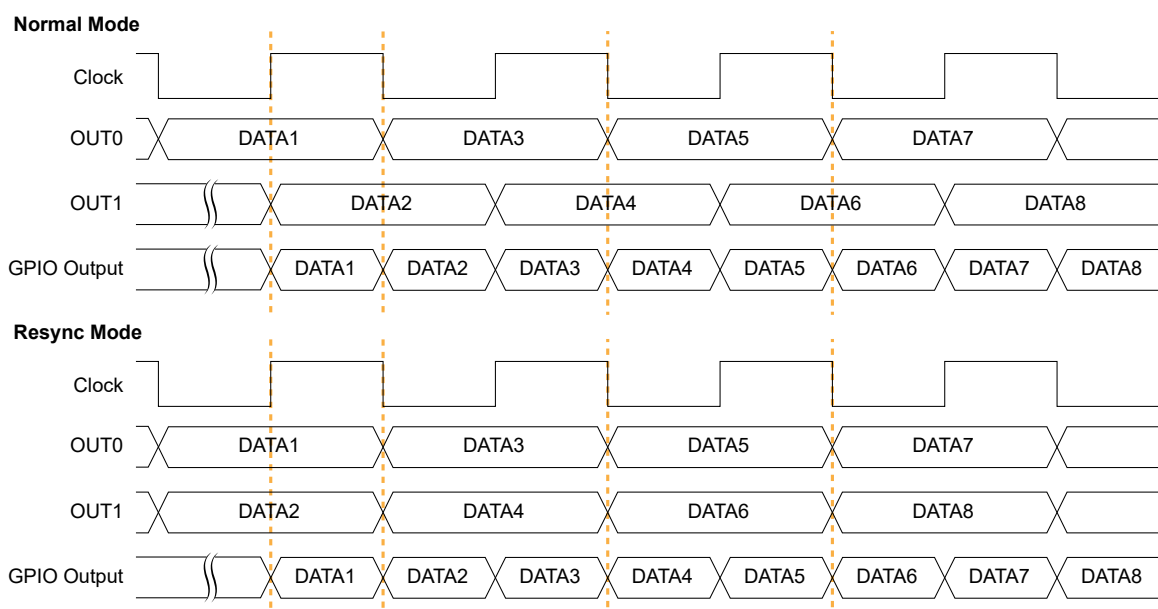 Normal Mode
Clock
OUT0 DATA1 DATA3 DATA5 DATA7
OUT1 DATA2 DATA4 DATA6 DATA8
GPIO Output DATA1 DATA2 DATA3 DATA4 DATA5 DATA6 DATA7 DATA8
Resync Mode
Clock
OUT0 DATA1 DATA3 DATA5 DATA7
OUT1 DATA2 DATA4 DATA6 DATA8
GPIO Output DATA1 DATA2 DATA3 DATA4 DATA5 DATA6 DATA7 DATA8